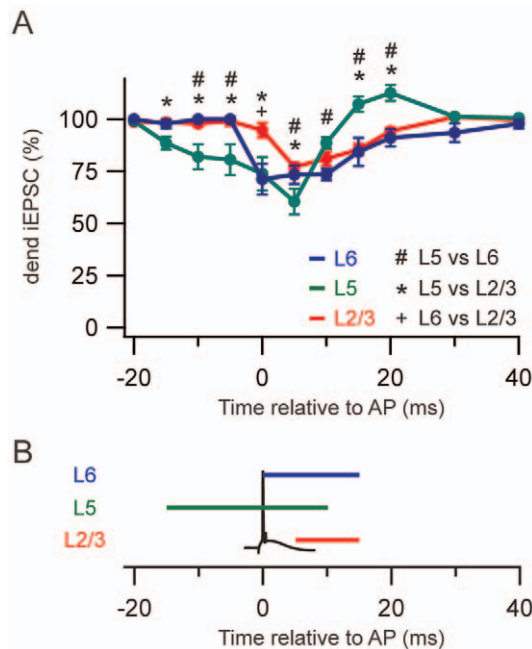 A
# # * # # #
* * * + * # * *
100
75
50
25
0
dend iEPSC (%)
L6 # L5 vs L6
L5 * L5 vs L2/3
L2/3 + L6 vs L2/3
-20 0 20 40
Time relative to AP (ms)
B
L6
L5
L2/3
-20 0 20 40
Time relative to AP (ms)